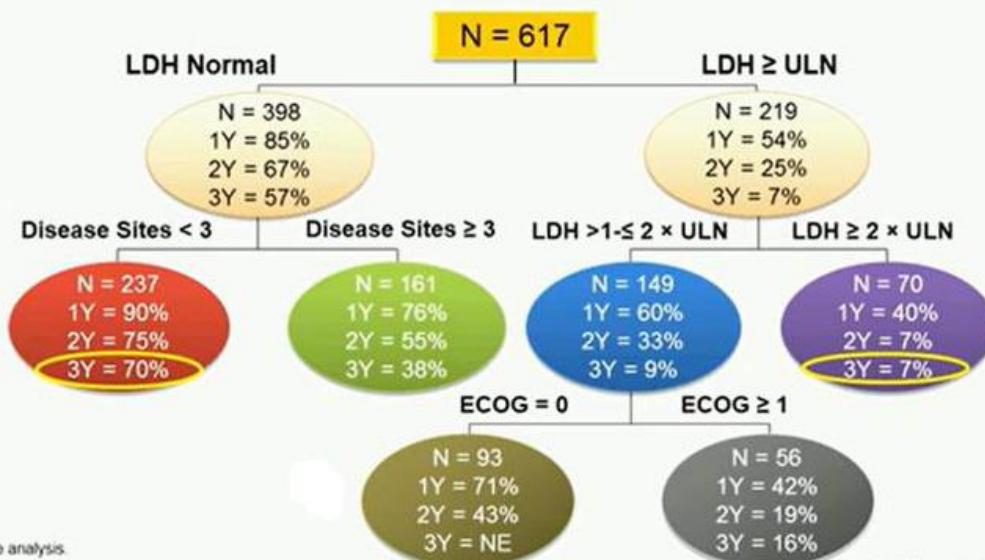 N = 617
LDH Normal
LDH ≥ ULN
N = 398
1Y = 85%
2Y = 67%
3Y = 57%
N = 219
1Y = 54%
2Y = 25%
3Y = 7%
Disease Sites < 3
Disease Sites ≥ 3
LDH >1-≤ 2 × ULN
LDH ≥ 2 × ULN
N = 237
1Y = 90%
2Y = 75%
3Y = 70%
N = 161
1Y = 76%
2Y = 55%
3Y = 38%
N = 149
1Y = 60%
2Y = 33%
3Y = 9%
N = 70
1Y = 40%
2Y = 7%
3Y = 7%
ECOG = 0
ECOG ≥ 1
N = 93
1Y = 71%
2Y = 43%
3Y = NE
N = 56
1Y = 42%
2Y = 19%
3Y = 16%
analysis.